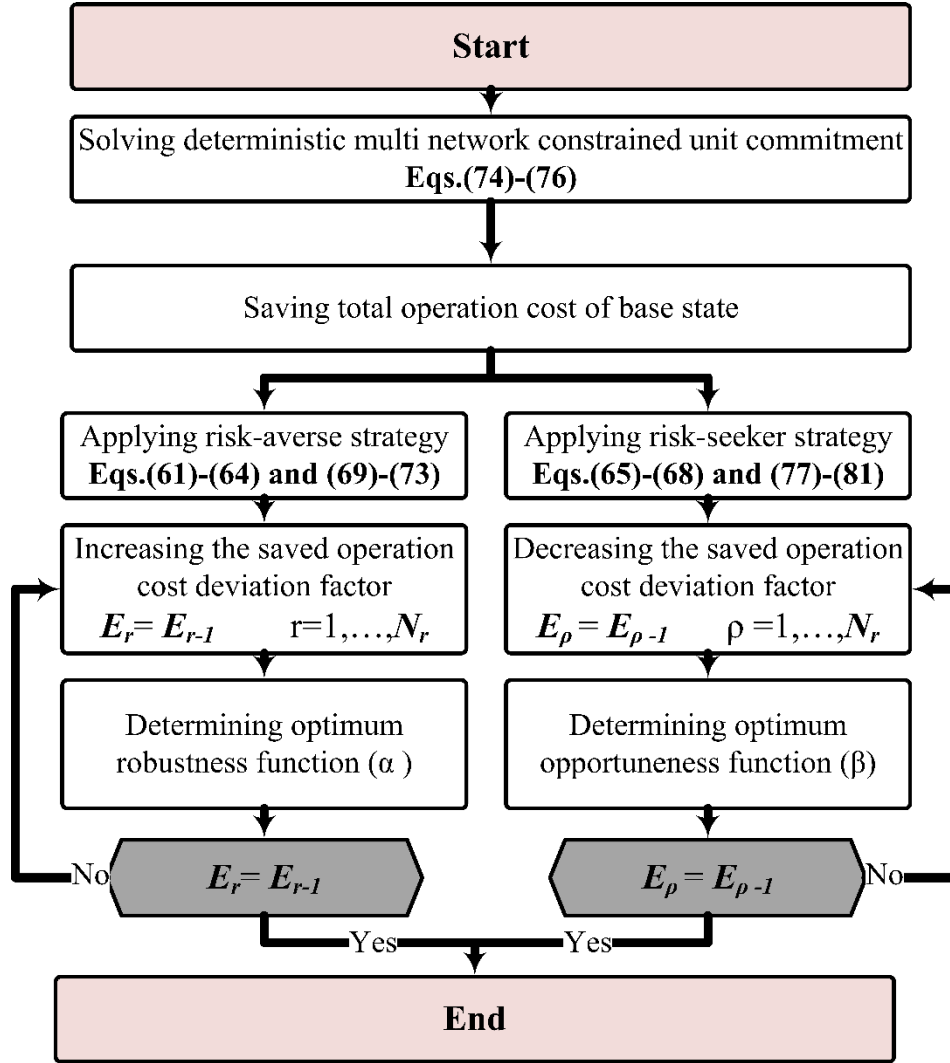 Start
Solving deterministic multi network constrained unit commitment
Eqs.(74)-(76)
Saving total operation cost of base state
Applying risk-averse strategy
Eqs.(61)-(64) and (69)-(73)
Applying risk-seeker strategy
Eqs.(65)-(68) and (77)-(81)
Increasing the saved operation
cost deviation factor
E_r= E_r-1 r=1,…,N_r
Decreasing the saved operation
cost deviation factor
E_ρ = E_ρ -1 ρ =1,…,N_r
Determining optimum
robustness function (α )
Determining optimum
opportuneness function (β)
No
E_r= E_r-1
E_ρ = E_ρ -1
No
Yes
Yes
End